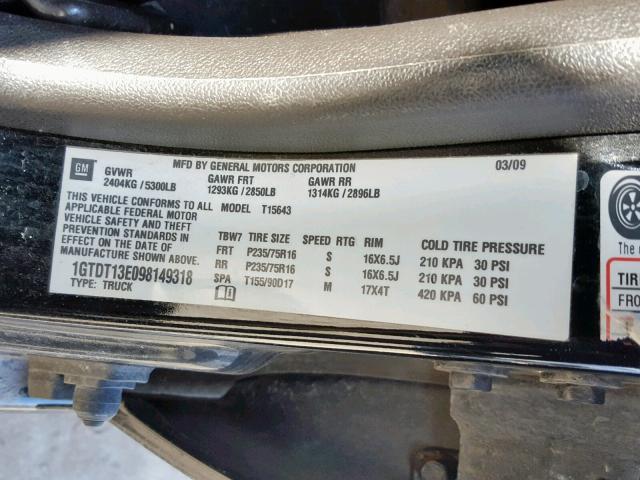 GM
MFD BY GENERAL MOTORS CORPORATION
03/09
GVWR
GAWR FRT
GAWR RR
2404KG / 5300LB
1293KG / 2850LB
1314KG / 2896LB
THIS VEHICLE CONFORMS TO ALL
APPLICABLE FEDERAL MOTOR
VEHICLE SAFETY AND THEFT
PREVENTION STANDARDS IN
EFFECT ON THE DATE OF
MANUFACTURE SHOWN ABOVE.
1GTDT13E098149318
TYPE: TRUCK
MODEL T15643
TBW7 TIRE SIZE SPEED RTG RIM COLD TIRE PRESSURE
FRT P235/75R16 S 16X6.5J 210 KPA 30 PSI
RR P235/75R16 S 16X6.5J 210 KPA 30 PSI
SPA T155/90D17 M 17X4T 420 KPA 60 PSI
The
TIR
FRO